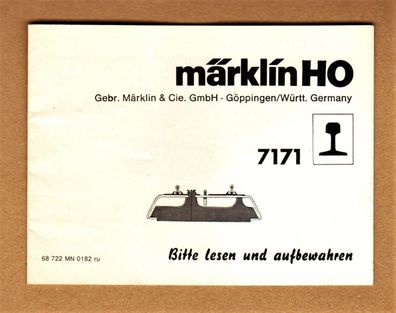 märklin HO
Gebr. Märklin & Cie. GmbH - Göppingen/Württ. Germany
7171
68 722 MN 0182 ru
Bitte lesen und aufbewahren